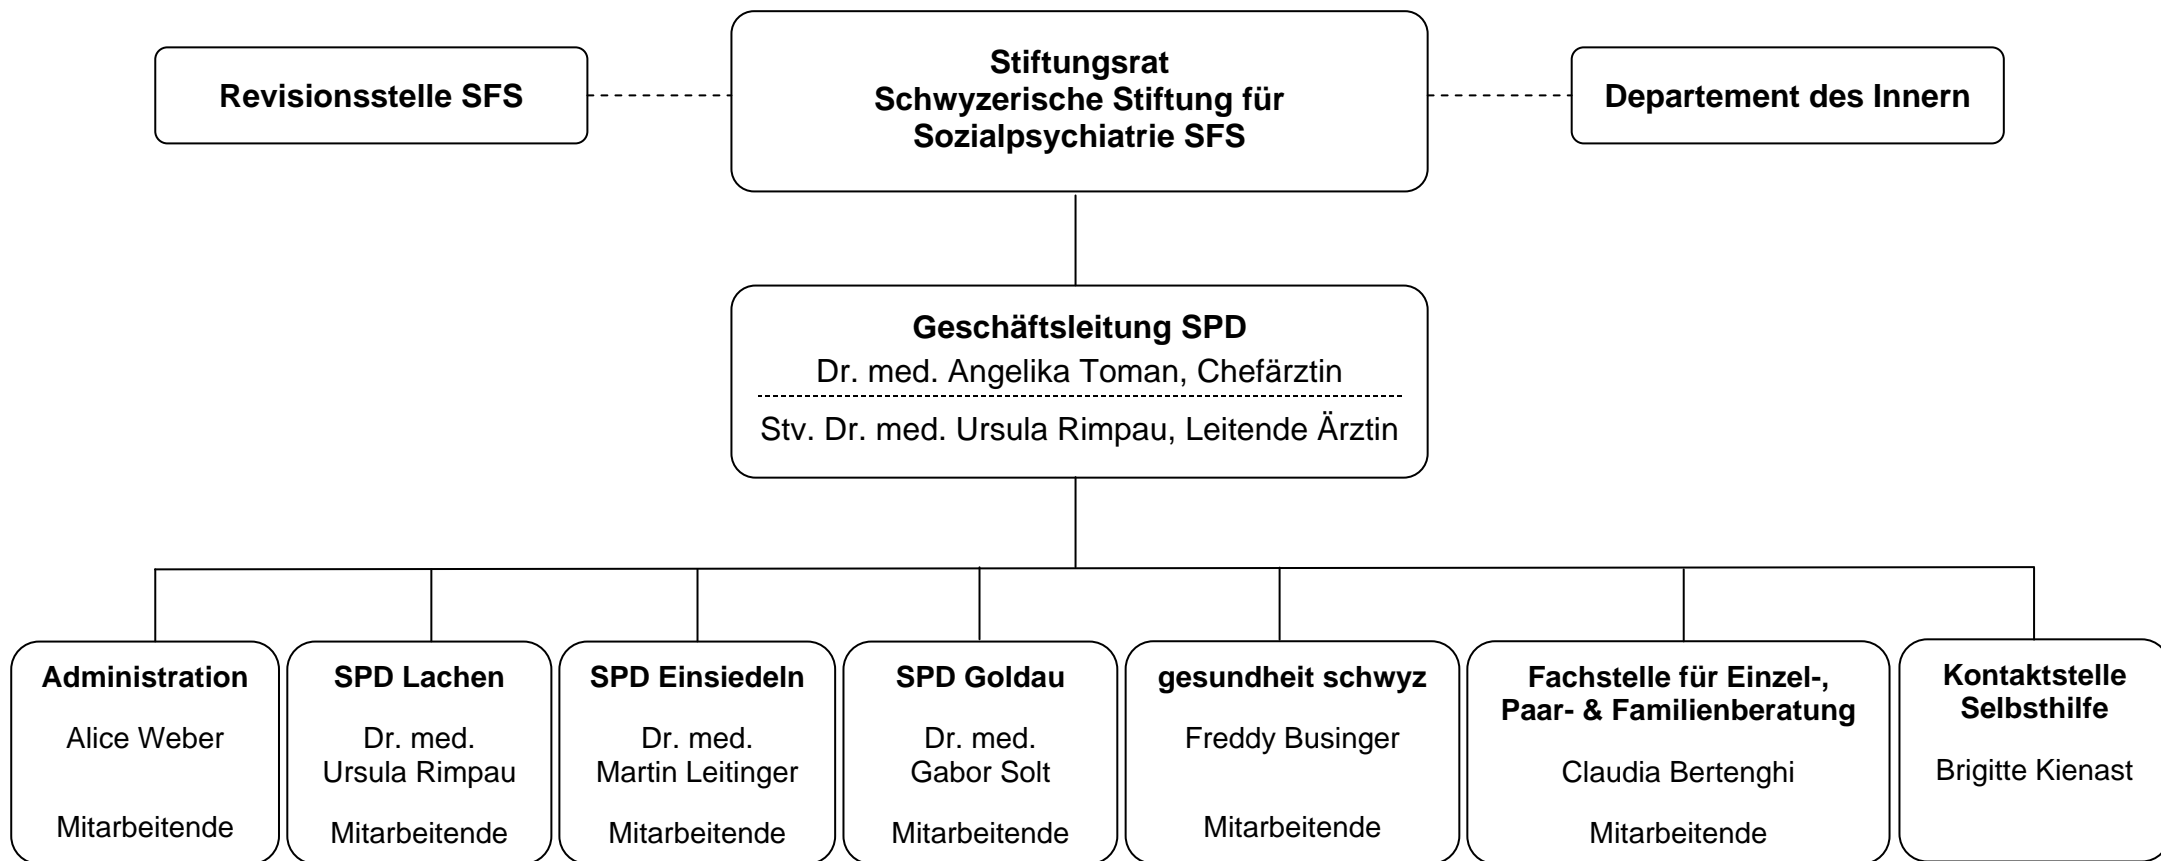 Revisionsstelle SFS
Stiftungsrat
Schwyzerische Stiftung für
Sozialpsychiatrie SFS
Departement des Innern
Geschäftsleitung SPD
Dr. med. Angelika Toman, Chefärztin
Stv. Dr. med. Ursula Rimpau, Leitende Ärztin
Administration
Alice Weber
Mitarbeitende
SPD Lachen
Dr. med.
Ursula Rimpau
Mitarbeitende
SPD Einsiedeln
Dr. med.
Martin Leitinger
Mitarbeitende
SPD Goldau
Dr. med.
Gabor Solt
Mitarbeitende
gesundheit schwyz
Freddy Businger
Mitarbeitende
Fachstelle für Einzel-,
Paar- & Familienberatung
Claudia Bertenghi
Mitarbeitende
Kontaktstelle
Selbsthilfe
Brigitte Kienast